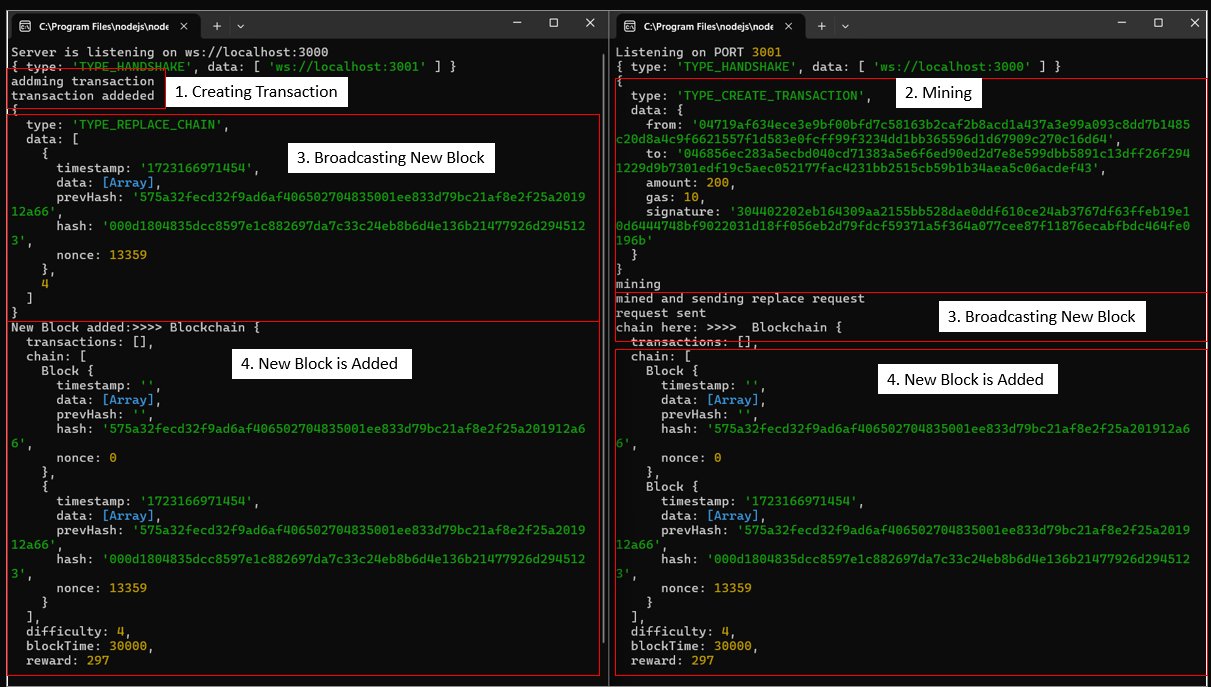 C:\Program Files\nodejs\node
Server is listening on ws://localhost:3000
{ type: 'TYPE_HANDSHAKE', data: [ 'ws://localhost:3001' ] }
addming transaction
transaction addeded
1. Creating Transaction
{
type: 'TYPE_REPLACE_CHAIN',
data: [
{
3. Broadcasting New Block
timestamp: '1723166971454',
data: [Array],
prevHash: '575a32fecd32f9ad6af406502704835001ee833d79bc21af8e2f25a2019
12a66',
hash: '000d1804835dcc8597e1c882697da7c33c24eb8b6d4e136b21477926d294512
3',
nonce: 13359
},
4
]
}
New Block added:>>>> Blockchain {
transactions: [],
chain: [
4. New Block is Added
Block {
timestamp: '',
data: [Array],
prevHash: '',
hash: '575a32fecd32f9ad6af406502704835001ee833d79bc21af8e2f25a201912a6
6',
nonce: 0
},
{
timestamp: '1723166971454',
data: [Array],
prevHash: '575a32fecd32f9ad6af406502704835001ee833d79bc21af8e2f25a2019
12a66',
hash: '000d1804835dcc8597e1c882697da7c33c24eb8b6d4e136b21477926d294512
3',
nonce: 13359
}
],
difficulty: 4,
blockTime: 30000,
reward: 297
C:\Program Files\nodejs\node
Listening on PORT 3001
{ type: 'TYPE_HANDSHAKE', data: [ 'ws://localhost:3000' ] }
{
type: 'TYPE_CREATE_TRANSACTION',
2. Mining
data: {
from: '04719af634ece3e9bf00bfd7c58163b2caf2b8acd1a437a3e99a093c8dd7b1485
c20d8a4c9f6621557f1d583e0fcff99f3234dd1bb365596d1d67909c270c16d64',
to: '046856ec283a5ecbd040cd71383a5e6f6ed90ed2d7e8e599dbb5891c13dff26f294
1229d9b7301edf19c5aec052177fac4231bb2515cb59b1b34aea5c06acdef43',
amount: 200,
gas: 10,
signature: '304402202eb164309aa2155bb528dae0ddf610ce24ab3767df63ffeb19e1
0d6444748bf9022031d18ff056eb2d79fdcf59371a5f364a077cee87f11876ecabfbdc464fe0
196b'
}
}
mining
mined and sending replace request
request sent
3. Broadcasting New Block
chain here: >>>>  Blockchain {
transactions: [],
chain: [
Block {
4. New Block is Added
timestamp: '',
data: [Array],
prevHash: '',
hash: '575a32fecd32f9ad6af406502704835001ee833d79bc21af8e2f25a201912a6
6',
nonce: 0
},
Block {
timestamp: '1723166971454',
data: [Array],
prevHash: '575a32fecd32f9ad6af406502704835001ee833d79bc21af8e2f25a2019
12a66',
hash: '000d1804835dcc8597e1c882697da7c33c24eb8b6d4e136b21477926d294512
3',
nonce: 13359
}
],
difficulty: 4,
blockTime: 30000,
reward: 297